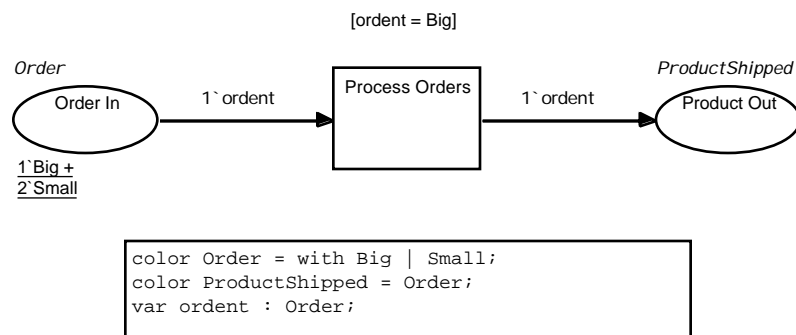 [ordent = Big]
Order
ProductShipped
Order In
1`ordent
Process Orders
1`ordent
Product Out
1`Big +
2`Small
color Order = with Big | Small;
color ProductShipped = Order;
var ordent : Order;